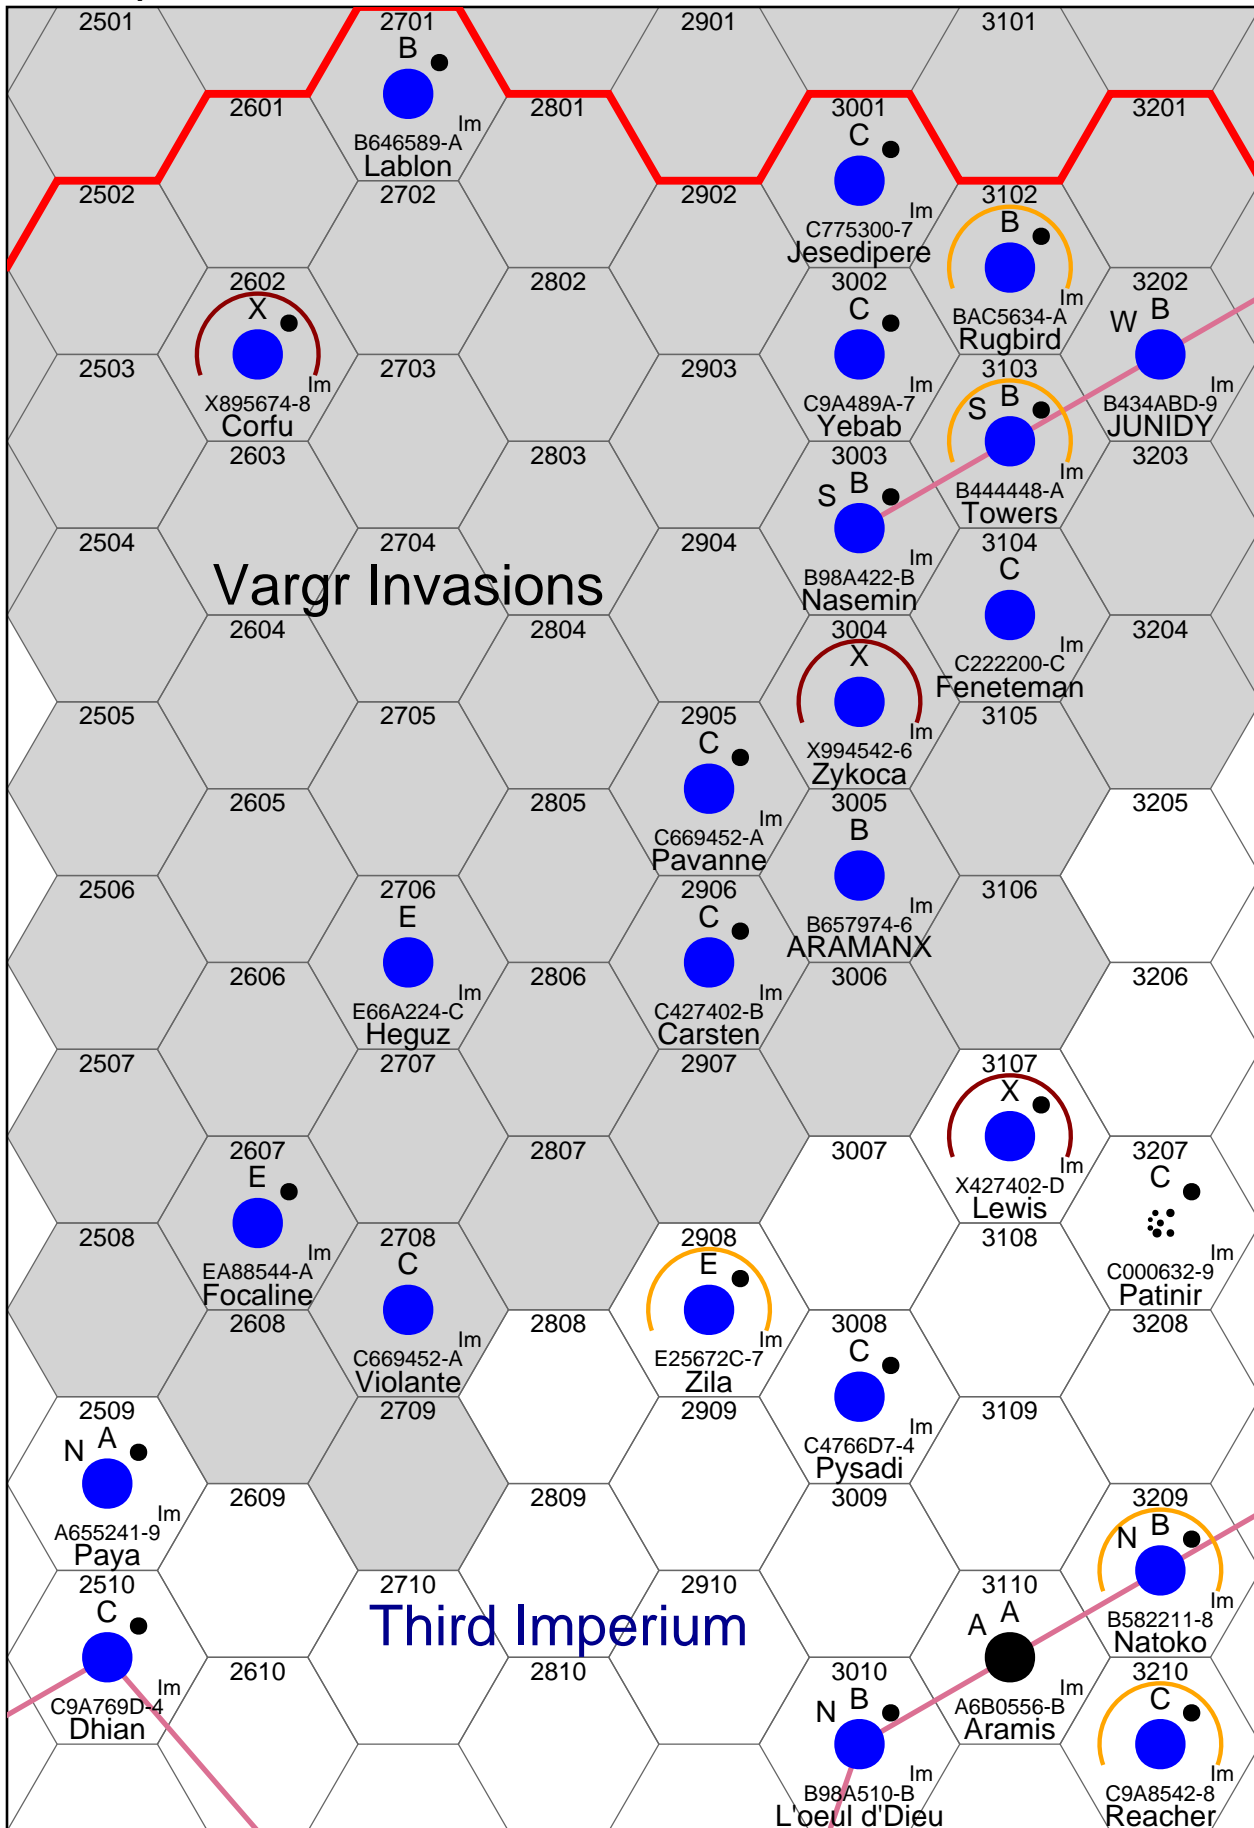 2501
2701
2901
3101
B
2601
2801
3001
3201
Im
B646589-A
Lablon
C
2502
2702
2902
3102
Im
C775300-7
Jesedipere
B
2602
2802
3002
3202
X
C
B
Im
BAC5634-A
Rugbird
W
2503
2703
2903
3103
Im
X895674-8
Corfu
Im
C9A489A-7
Yebab
S B
Im
B434ABD-9
JUNIDY
2603
2803
3003
3203
S B
Im
B444448-A
Towers
2504
2704
2904
3104
Im
B98A422-B
Nasemin
C
Vargr Invasions
2604
2804
3004
3204
X
Im
C222200-C
Feneteman
2505
2705
2905
3105
C
Im
X994542-6
Zykoca
2605
2805
3005
3205
Im
C669452-A
Pavanne
B
2506
2706
2906
3106
E
C
Im
B657974-6
ARAMANX
2606
2806
3006
3206
Im
E66A224-C
Heguz
Im
C427402-B
Carsten
2507
2707
2907
3107
X
2607
2807
3007
3207
E
Im
X427402-D
Lewis
C
2508
2708
2908
3108
Im
EA88544-A
Focaline
C
E
Im
C000632-9
Patinir
2608
2808
3008
3208
Im
C669452-A
Violante
Im
E25672C-7
Zila
C
2509
2709
2909
3109
N A
Im
C4766D7-4
Pysadi
2609
2809
3009
3209
Im
A655241-9
Paya
N B
2510
2710
2910
3110
C
Third Imperium
A A
Im
B582211-8
Natoko
2610
2810
3010
3210
Im
C9A769D-4
Dhian
N B
Im
A6B0556-B
Aramis
C
Im
B98A510-B
L'oeul d'Dieu
Im
C9A8542-8
Reacher